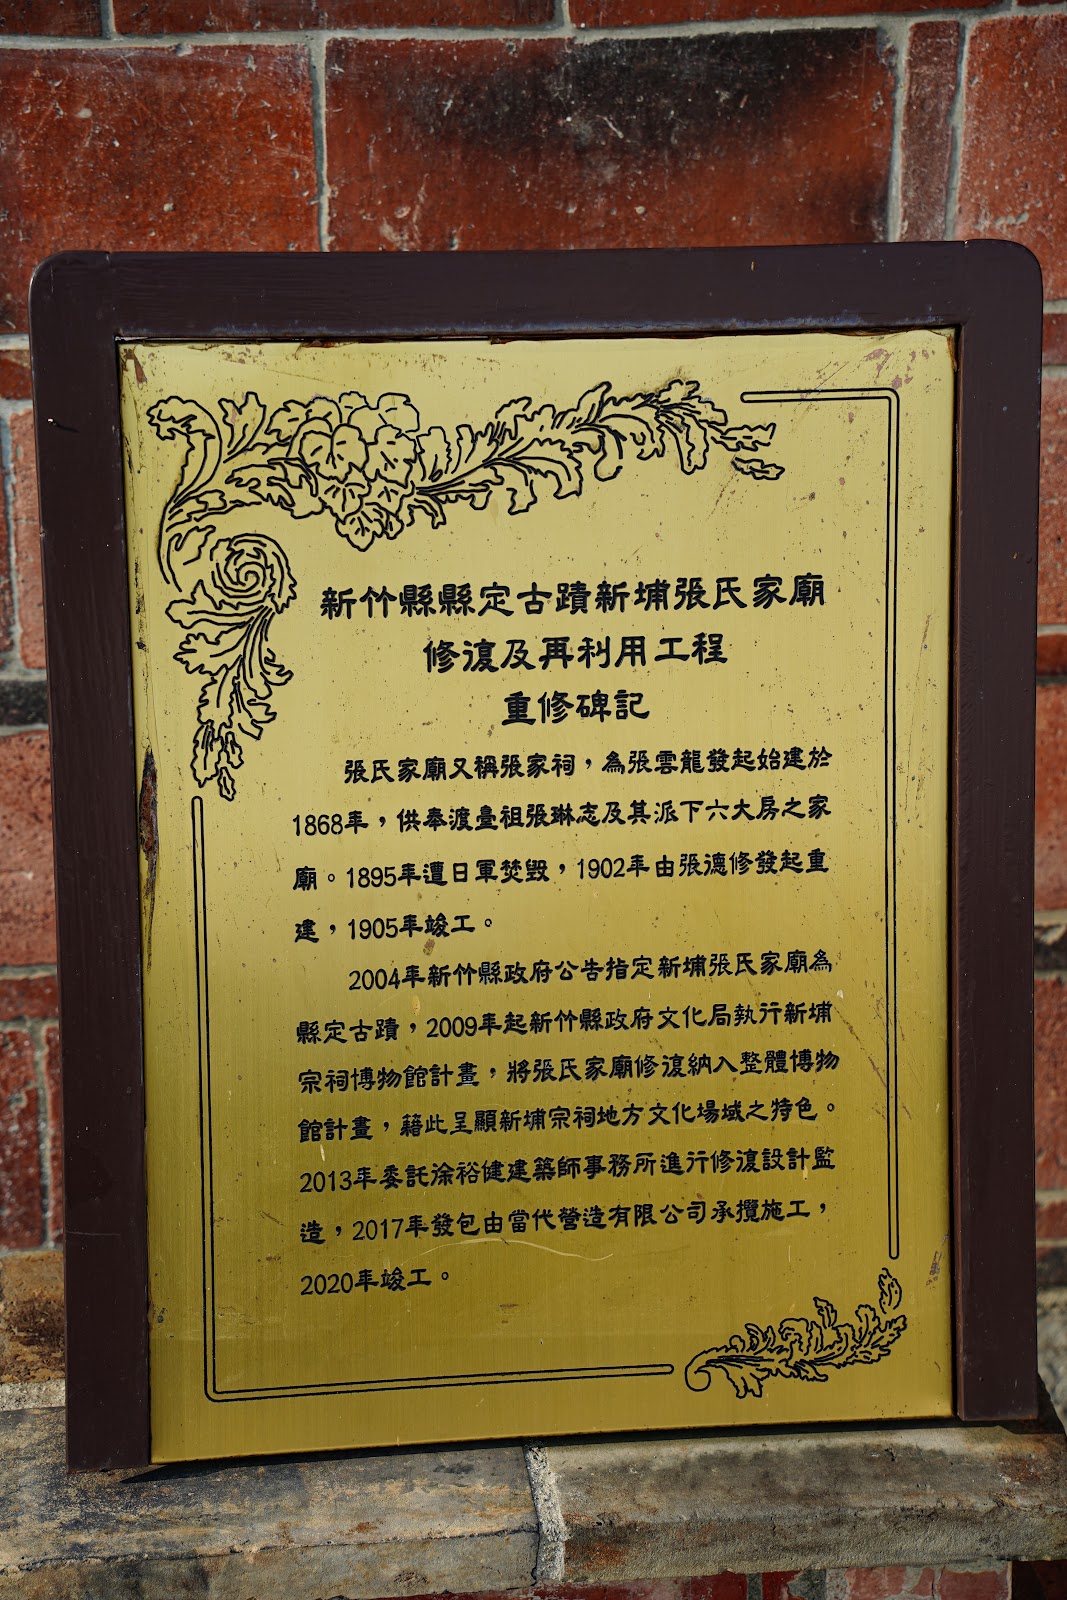 新竹縣縣定古蹟新埔張氏家廟
修復及再利用工程
重修碑記
張氏家廟又稱張家祠，為張雲龍發起始建於
1868年，供奉渡臺祖張琳志及其派下六大房之家
廟。1895年遭日軍焚毀，1902年由張德修發起重
建，1905年竣工。
2004年新竹縣政府公告指定新埔張氏家廟為
縣定古蹟，2009年起新竹縣政府文化局執行新埔
宗祠博物館計畫，將張氏家廟修復納入整體博物
館計畫，藉此呈顯新埔宗祠地方文化場域之特色。
2013年委託徐裕健建築師事務所進行修復設計監
造，2017年發包由當代營造有限公司承攬施工，
2020年竣工。